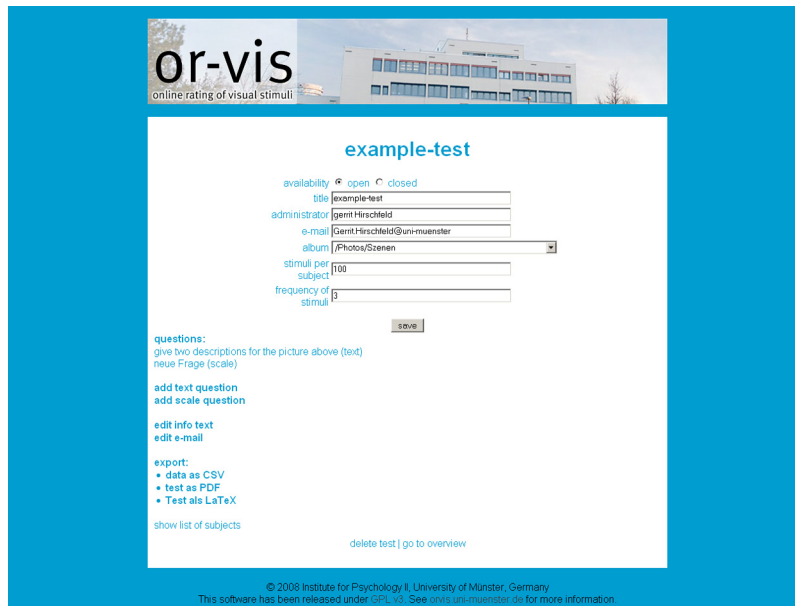 or-vis
online rating of visual stimuli
example-test
availability open closed
title example-test
administrator gerrit Hirschfeld
e-mail Gerrit.Hirschfeld@uni-muenster
album /Photos/Szenen
stimuli per
subject 100
frequency of
stimuli 3
save
questions:
give two descriptions for the picture above (text)
neue Frage (scale)
add text question
add scale question
edit info text
edit e-mail
export:
• data as CSV
• test as PDF
• Test als LaTeX
show list of subjects
delete test | go to overview
© 2008 Institute for Psychology II, University of Münster, Germany
This software has been released under GPL v3. See orvis.uni-muenster.de for more information.